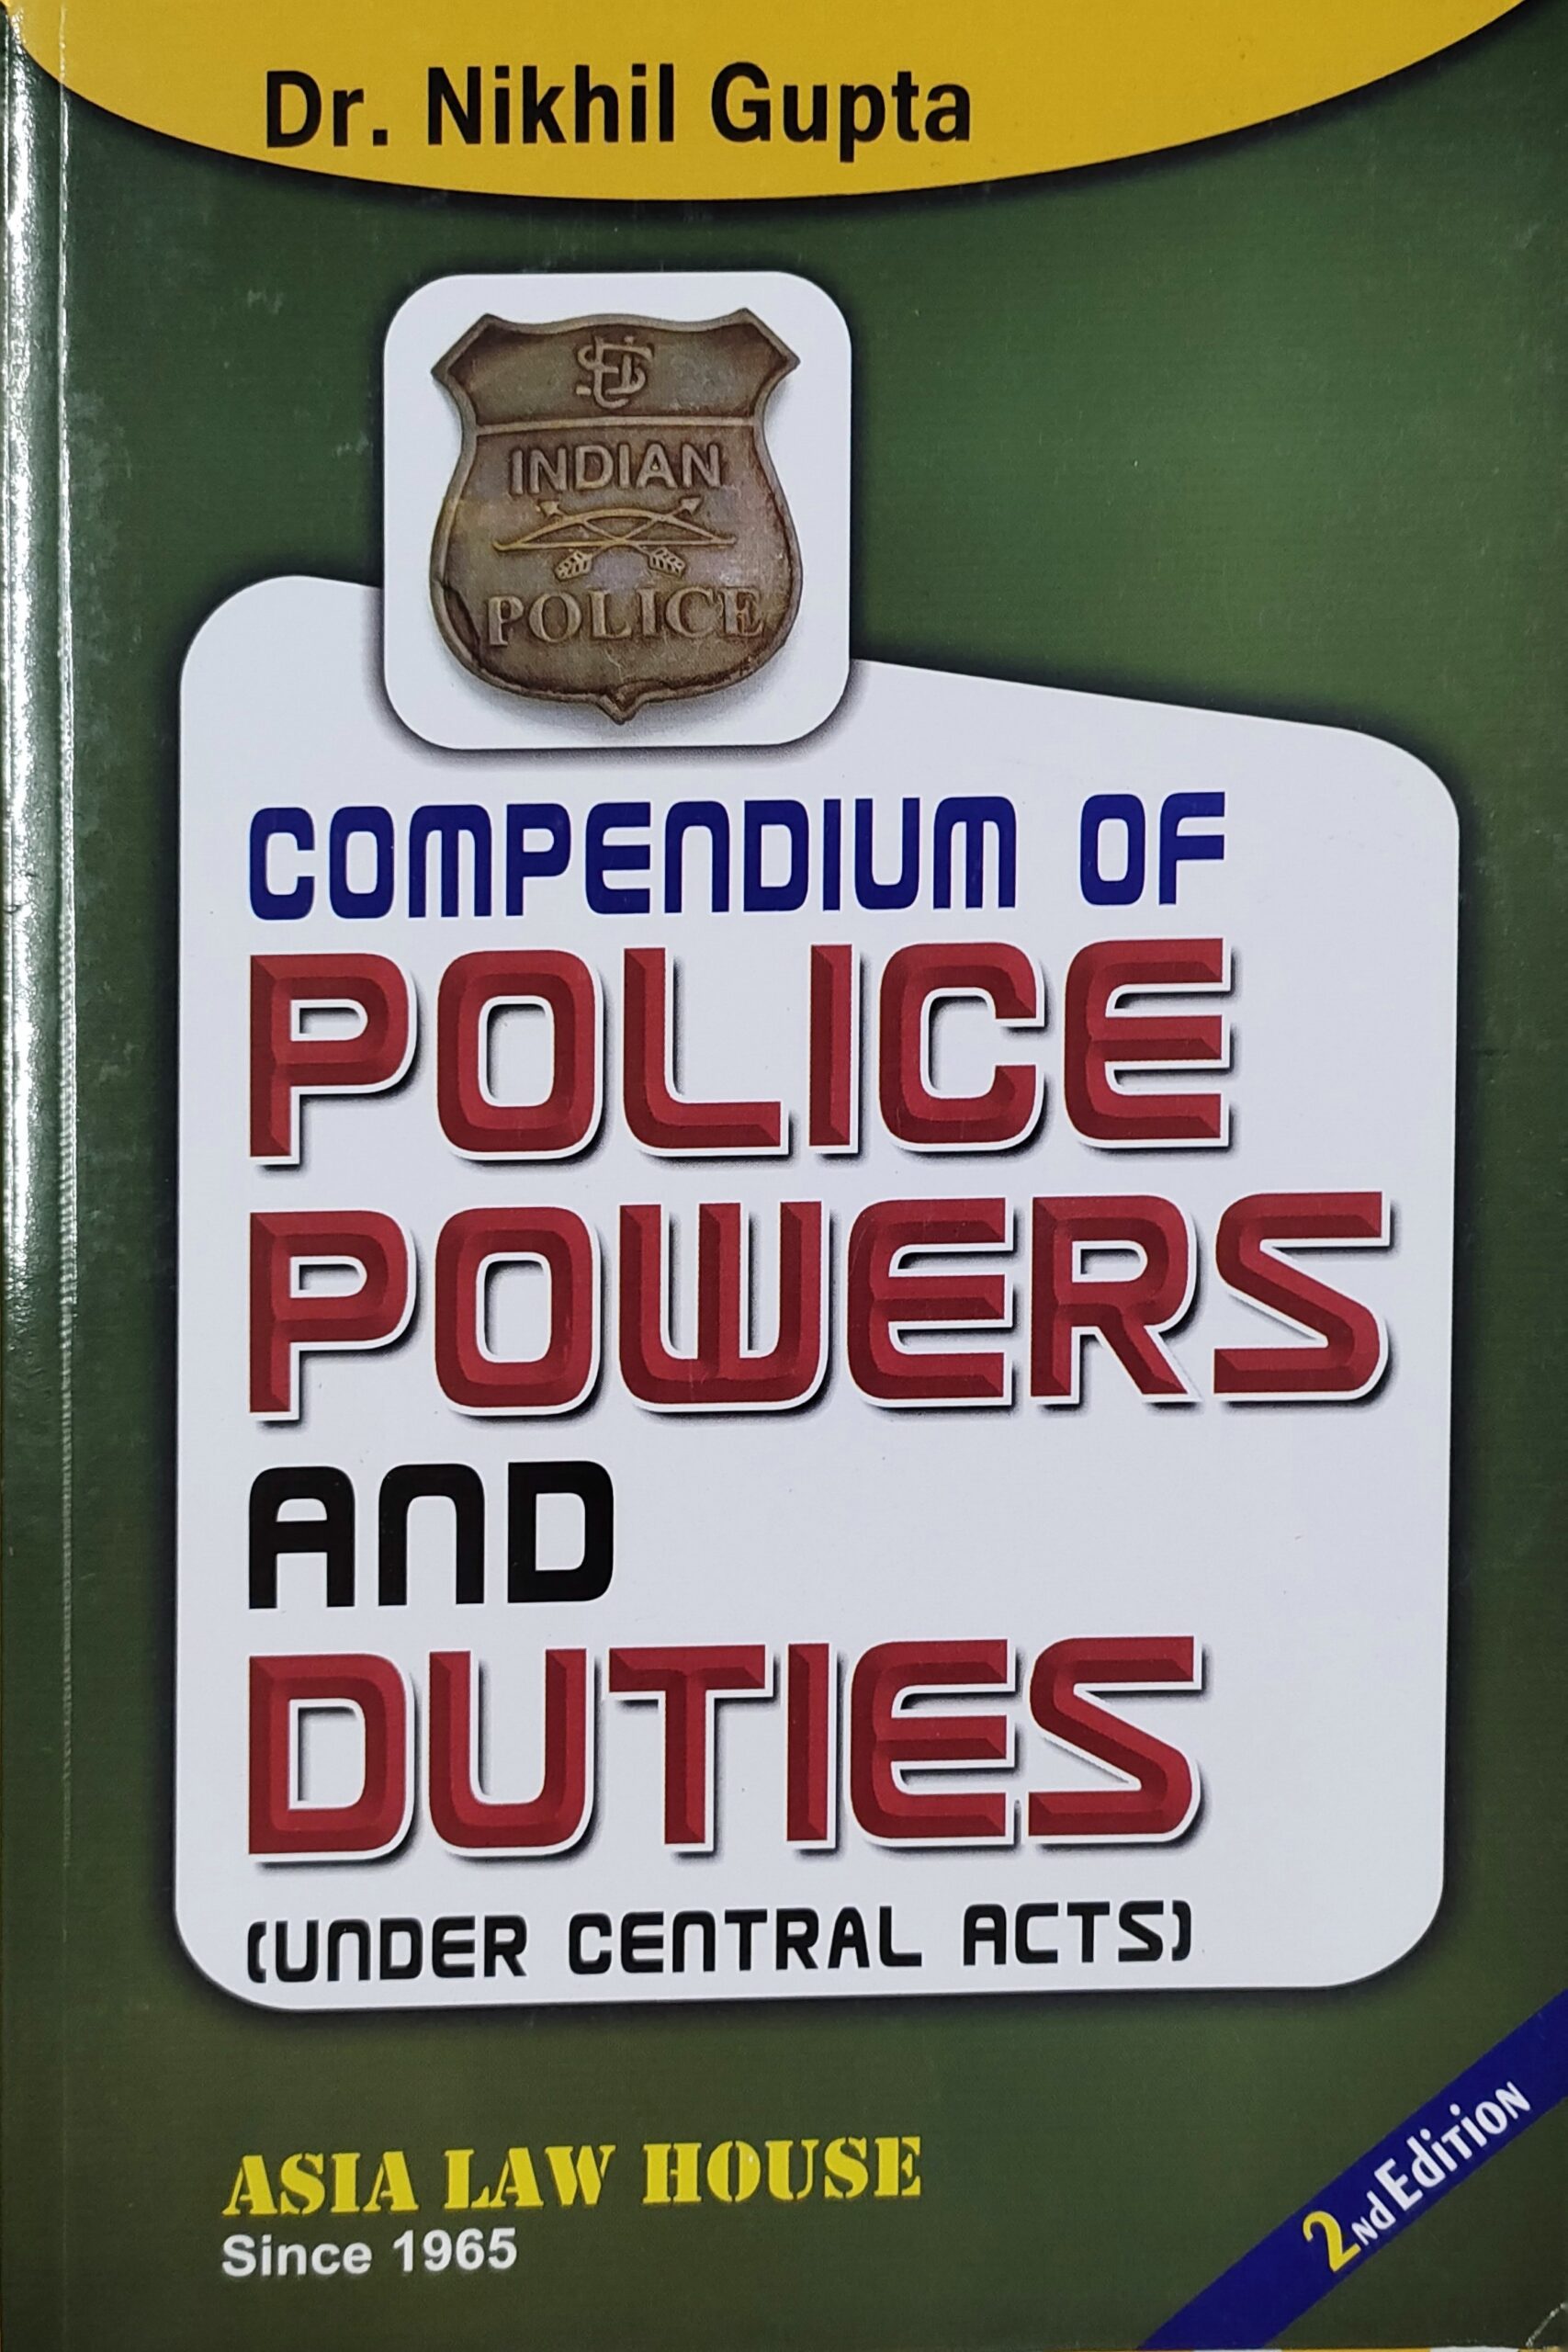 Dr. Nikhil Gupta
INDIAN
POLICE
COMPENDIUM OF
POLICE
POWERS
AND
DUTIES
(UNDER CENTRAL ACTS)
ASIA LAW HOUSE
Since 1965
2nd Edition